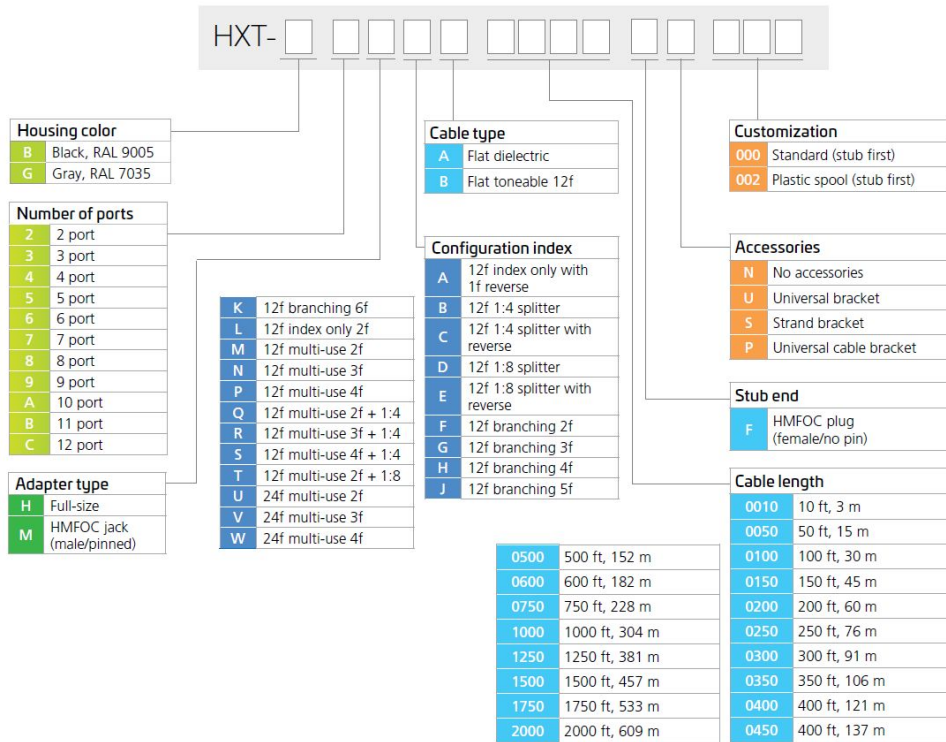 HXT-
Housing color
B Black, RAL 9005
G Gray, RAL 7035
Number of ports
2 2 port
3 3 port
4 4 port
5 5 port
6 6 port
7 7 port
8 8 port
9 9 port
A 10 port
B 11 port
C 12 port
Adapter type
H Full-size
M HMFOC jack
(male/pinned)
K 12f branching 6f
L 12f index only 2f
M 12f multi-use 2f
N 12f multi-use 3f
P 12f multi-use 4f
Q 12f multi-use 2f + 1:4
R 12f multi-use 3f + 1:4
S 12f multi-use 4f + 1:4
T 12f multi-use 2f + 1:8
U 24f multi-use 2f
V 24f multi-use 3f
W 24f multi-use 4f
Cable type
A Flat dielectric
B Flat toneable 12f
Configuration index
A 12f index only with
1f reverse
B 12f 1:4 splitter
C 12f 1:4 splitter with
reverse
D 12f 1:8 splitter
E 12f 1:8 splitter with
reverse
F 12f branching 2f
G 12f branching 3f
H 12f branching 4f
J 12f branching 5f
Customization
000 Standard (stub first)
002 Plastic spool (stub first)
Accessories
N No accessories
U Universal bracket
S Strand bracket
P Universal cable bracket
Stub end
F HMFOC plug
(female/no pin)
Cable length
0010 10 ft, 3 m
0050 50 ft, 15 m
0100 100 ft, 30 m
0150 150 ft, 45 m
0200 200 ft, 60 m
0250 250 ft, 76 m
0300 300 ft, 91 m
0350 350 ft, 106 m
0400 400 ft, 121 m
0450 400 ft, 137 m
0500 500 ft, 152 m
0600 600 ft, 182 m
0750 750 ft, 228 m
1000 1000 ft, 304 m
1250 1250 ft, 381 m
1500 1500 ft, 457 m
1750 1750 ft, 533 m
2000 2000 ft, 609 m